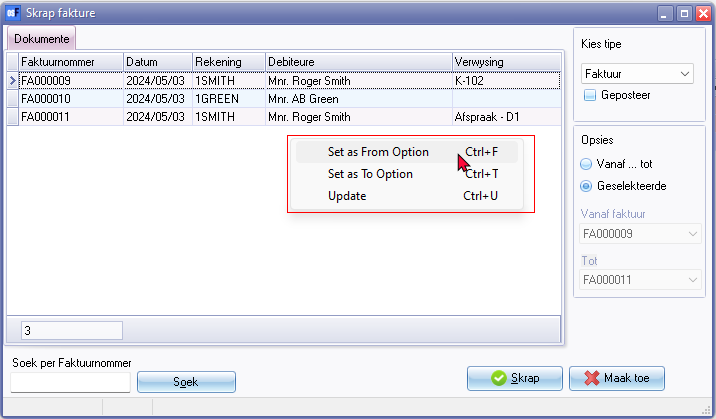 Skrap fakture
Dokumente
Faktuurnommer Datum Rekening Debiteure Verwysing
FA000009 2024/05/03 1SMITH Mnr. Roger Smith K-102
FA000010 2024/05/03 1GREEN Mnr. AB Green
FA000011 2024/05/03 1SMITH Mnr. Roger Smith Afspraak - D1
Set as From Option Ctrl+F
Set as To Option Ctrl+T
Update Ctrl+U
3
Kies tipe
Faktuur
Geposteer
Opsies
Vanaf ... tot
Geselekteerde
Vanaf faktuur
FA000009
Tot
FA000011
Soek per Faktuurnommer
Soek
Skrap
Maak toe